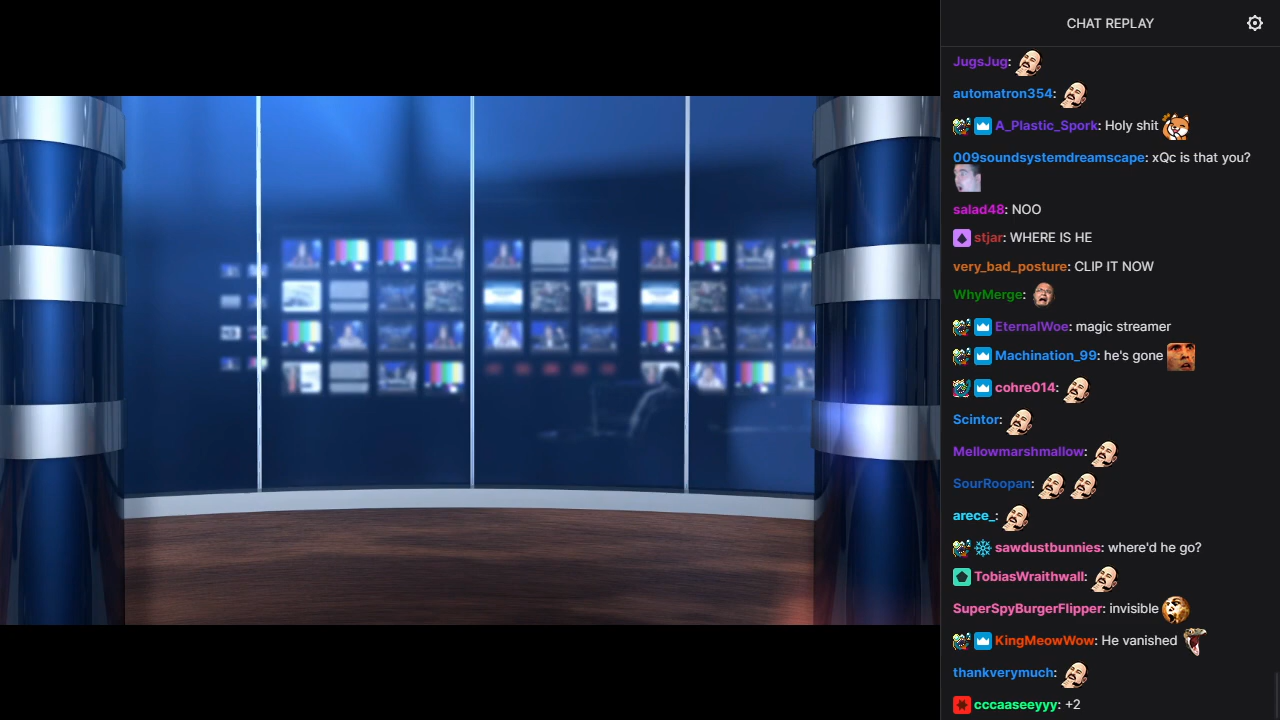 CHAT REPLAY
JugsJug:
automatron354:
A_Plastic_Spork: Holy shit
009soundsystemdreamscape: xQc is that you?
salad48: NOO
stjar: WHERE IS HE
very_bad_posture: CLIP IT NOW
WhyMerge:
EternalWoe: magic streamer
Machination_99: he's gone
cohre014:
Scintor:
Mellowmarshmallow:
SourRoopan:
arece_:
sawdustbunnies: where'd he go?
TobiasWraithwall:
SuperSpyBurgerFlipper: invisible
KingMeowWow: He vanished
thankverymuch:
cccaaseeyyy: +2